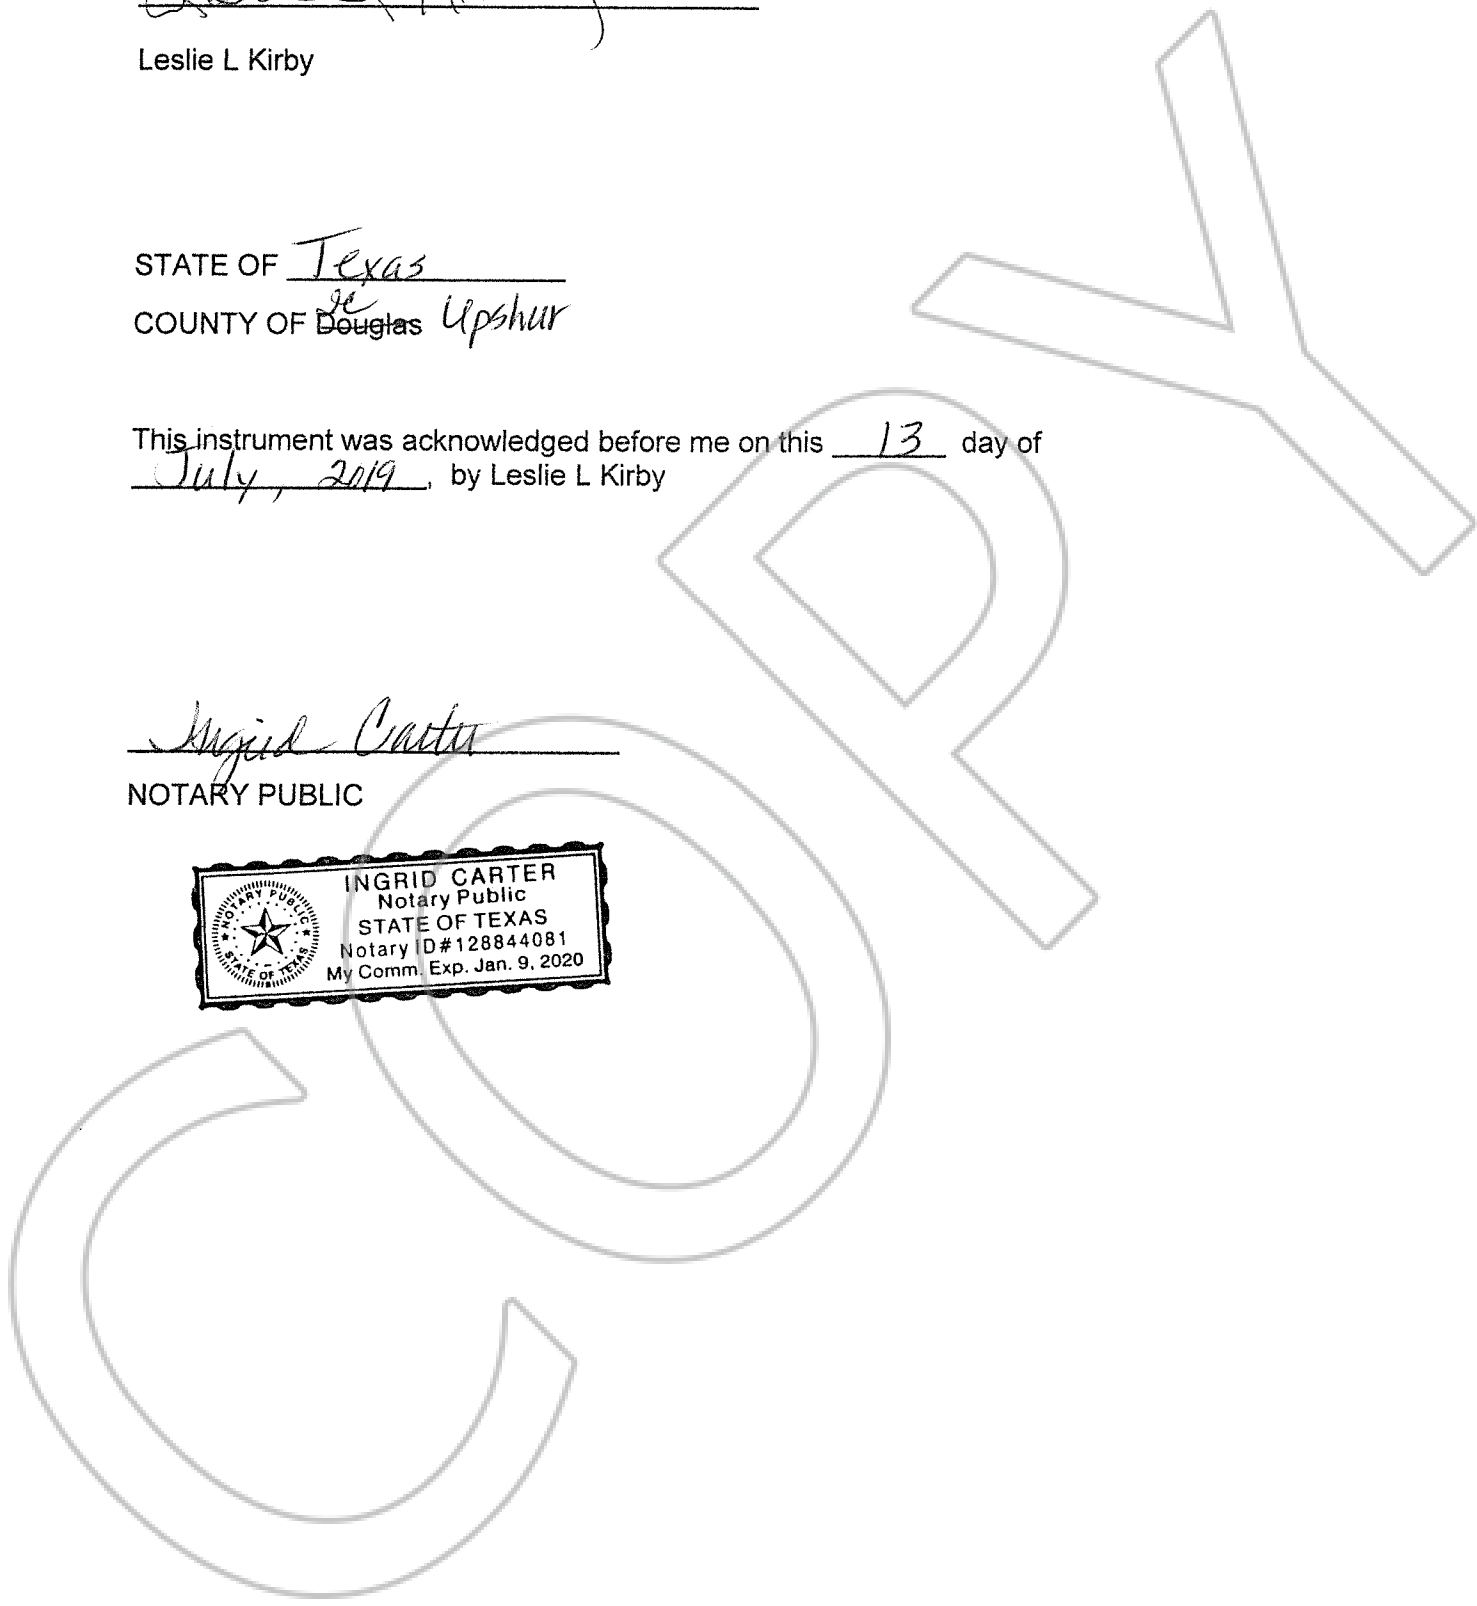 Leslie L Kirby
STATE OF Texas
IC
COUNTY OF Douglas Upshur
This instrument was acknowledged before me on this 13 day of
July, 2019, by Leslie L Kirby
Ingrid Carter
NOTARY PUBLIC
INGRID CARTER
Notary Public
STATE OF TEXAS
Notary ID#128844081
My Comm. Exp. Jan. 9, 2020
NOTARY PUBLIC
STATE OF TEXAS
COPY